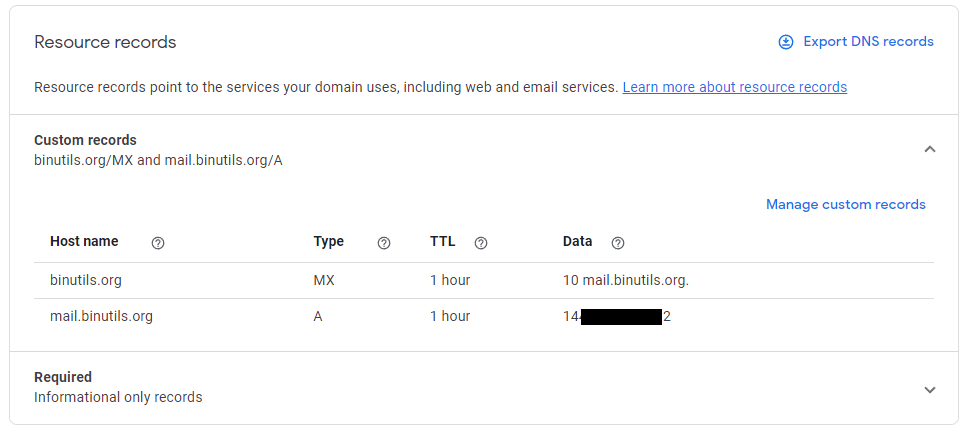 Resource records
Export DNS records
Resource records point to the services your domain uses, including web and email services. Learn more about resource records
Custom records
binutils.org/MX and mail.binutils.org/A
Manage custom records
Host name Type TTL Data
binutils.org MX 1 hour 10 mail.binutils.org.
mail.binutils.org A 1 hour 14 2
Required
Informational only records